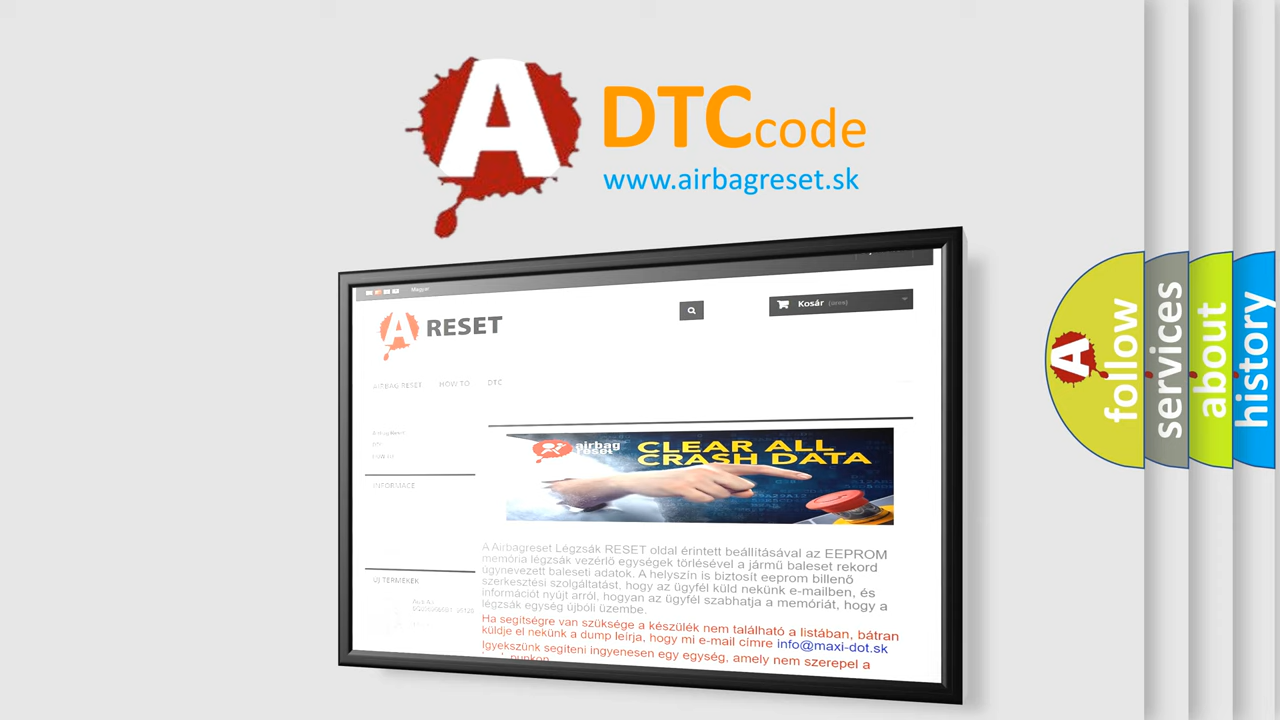 A
DTC code
www.airbagreset.sk
Magyar
A RESET
Kosár (üres)
AIRBAG RESET HOW TO DTC
INFORMACE
airbag
reset
CLEAR ALL
CRASH DATA
A Airbagreset Légzsák RESET oldal érintett beállításával az EEPROM
memória légzsák vezérlő egységek törlésével a jármű baleset rekord
úgynevezett baleseti adatok. A helyszín is biztosít eeprom billenő
szerkesztési szolgáltatást, hogy az ügyfél küld nekünk e-mailben, és
információt nyújt arról, hogyan az ügyfél szabhatja a memóriát, hogy a
légzsák egység újbóli üzembe.
Ha segítségre van szüksége a készülék nem található a listában, bátran
küldje el nekünk a dump leírja, hogy mi e-mail címre info@maxi-dot.sk
Igyekszünk segíteni ingyenesen egy egység, amely nem szerepel a
ÚJ TERMÉKEK
A
follow
services
about
history